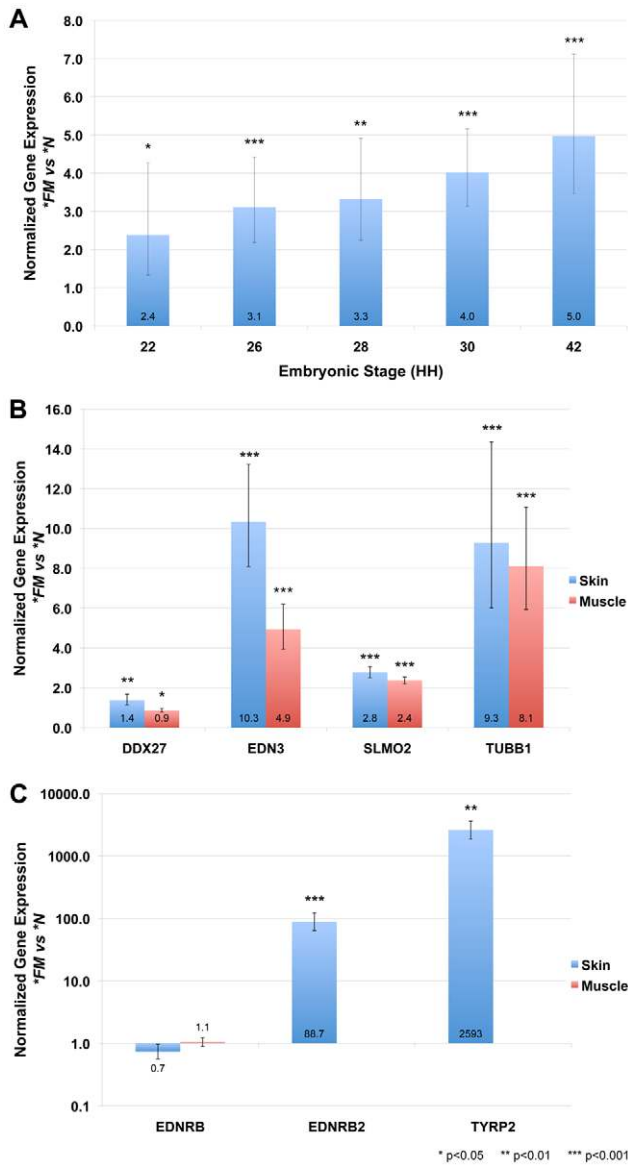 A
Normalized Gene Expression
*FM vs *N
8.0
7.0
6.0
5.0
4.0
3.0
2.0
1.0
0.0
* *** ** *** ***
2.4 3.1 3.3 4.0 5.0
22 26 28 30 42
Embryonic Stage (HH)
B
Normalized Gene Expression
*FM vs *N
16.0
14.0
12.0
10.0
8.0
6.0
4.0
2.0
0.0
** * *** *** *** *** *** ***
1.4 0.9 10.3 4.9 2.8 2.4 9.3 8.1
DDX27 EDN3 SLMO2 TUBB1
Skin
Muscle
C
Normalized Gene Expression
*FM vs *N
10000.0
1000.0
100.0
10.0
1.0
0.1
*** **
0.7 1.1 88.7 2593
EDNRB EDNRB2 TYRP2
Skin
Muscle
* p<0.05 ** p<0.01 *** p<0.001